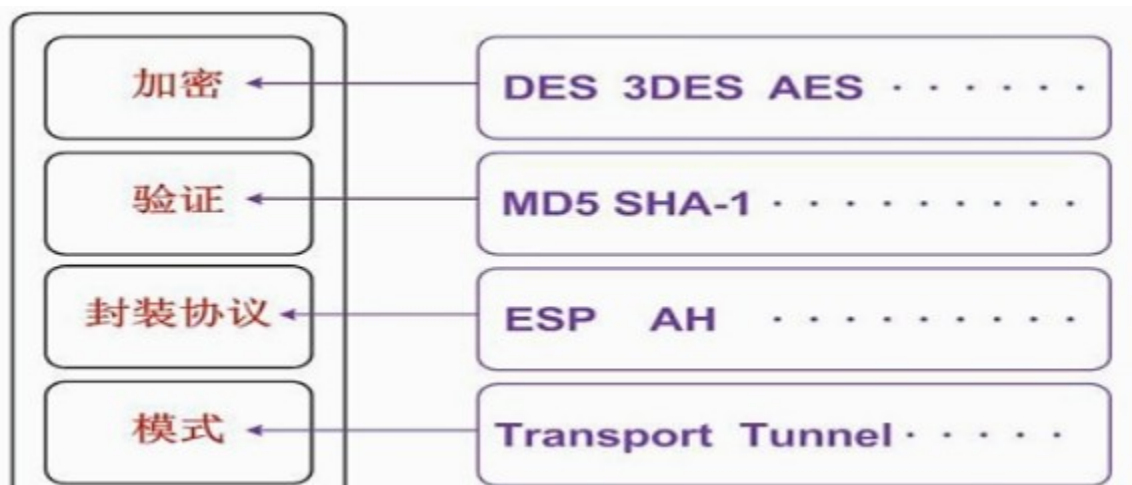 加密 DES 3DES AES · · · · · ·
验证 MD5 SHA-1 · · · · · · · · ·
封装协议 ESP AH · · · · · · · · ·
模式 Transport Tunnel · · · · ·